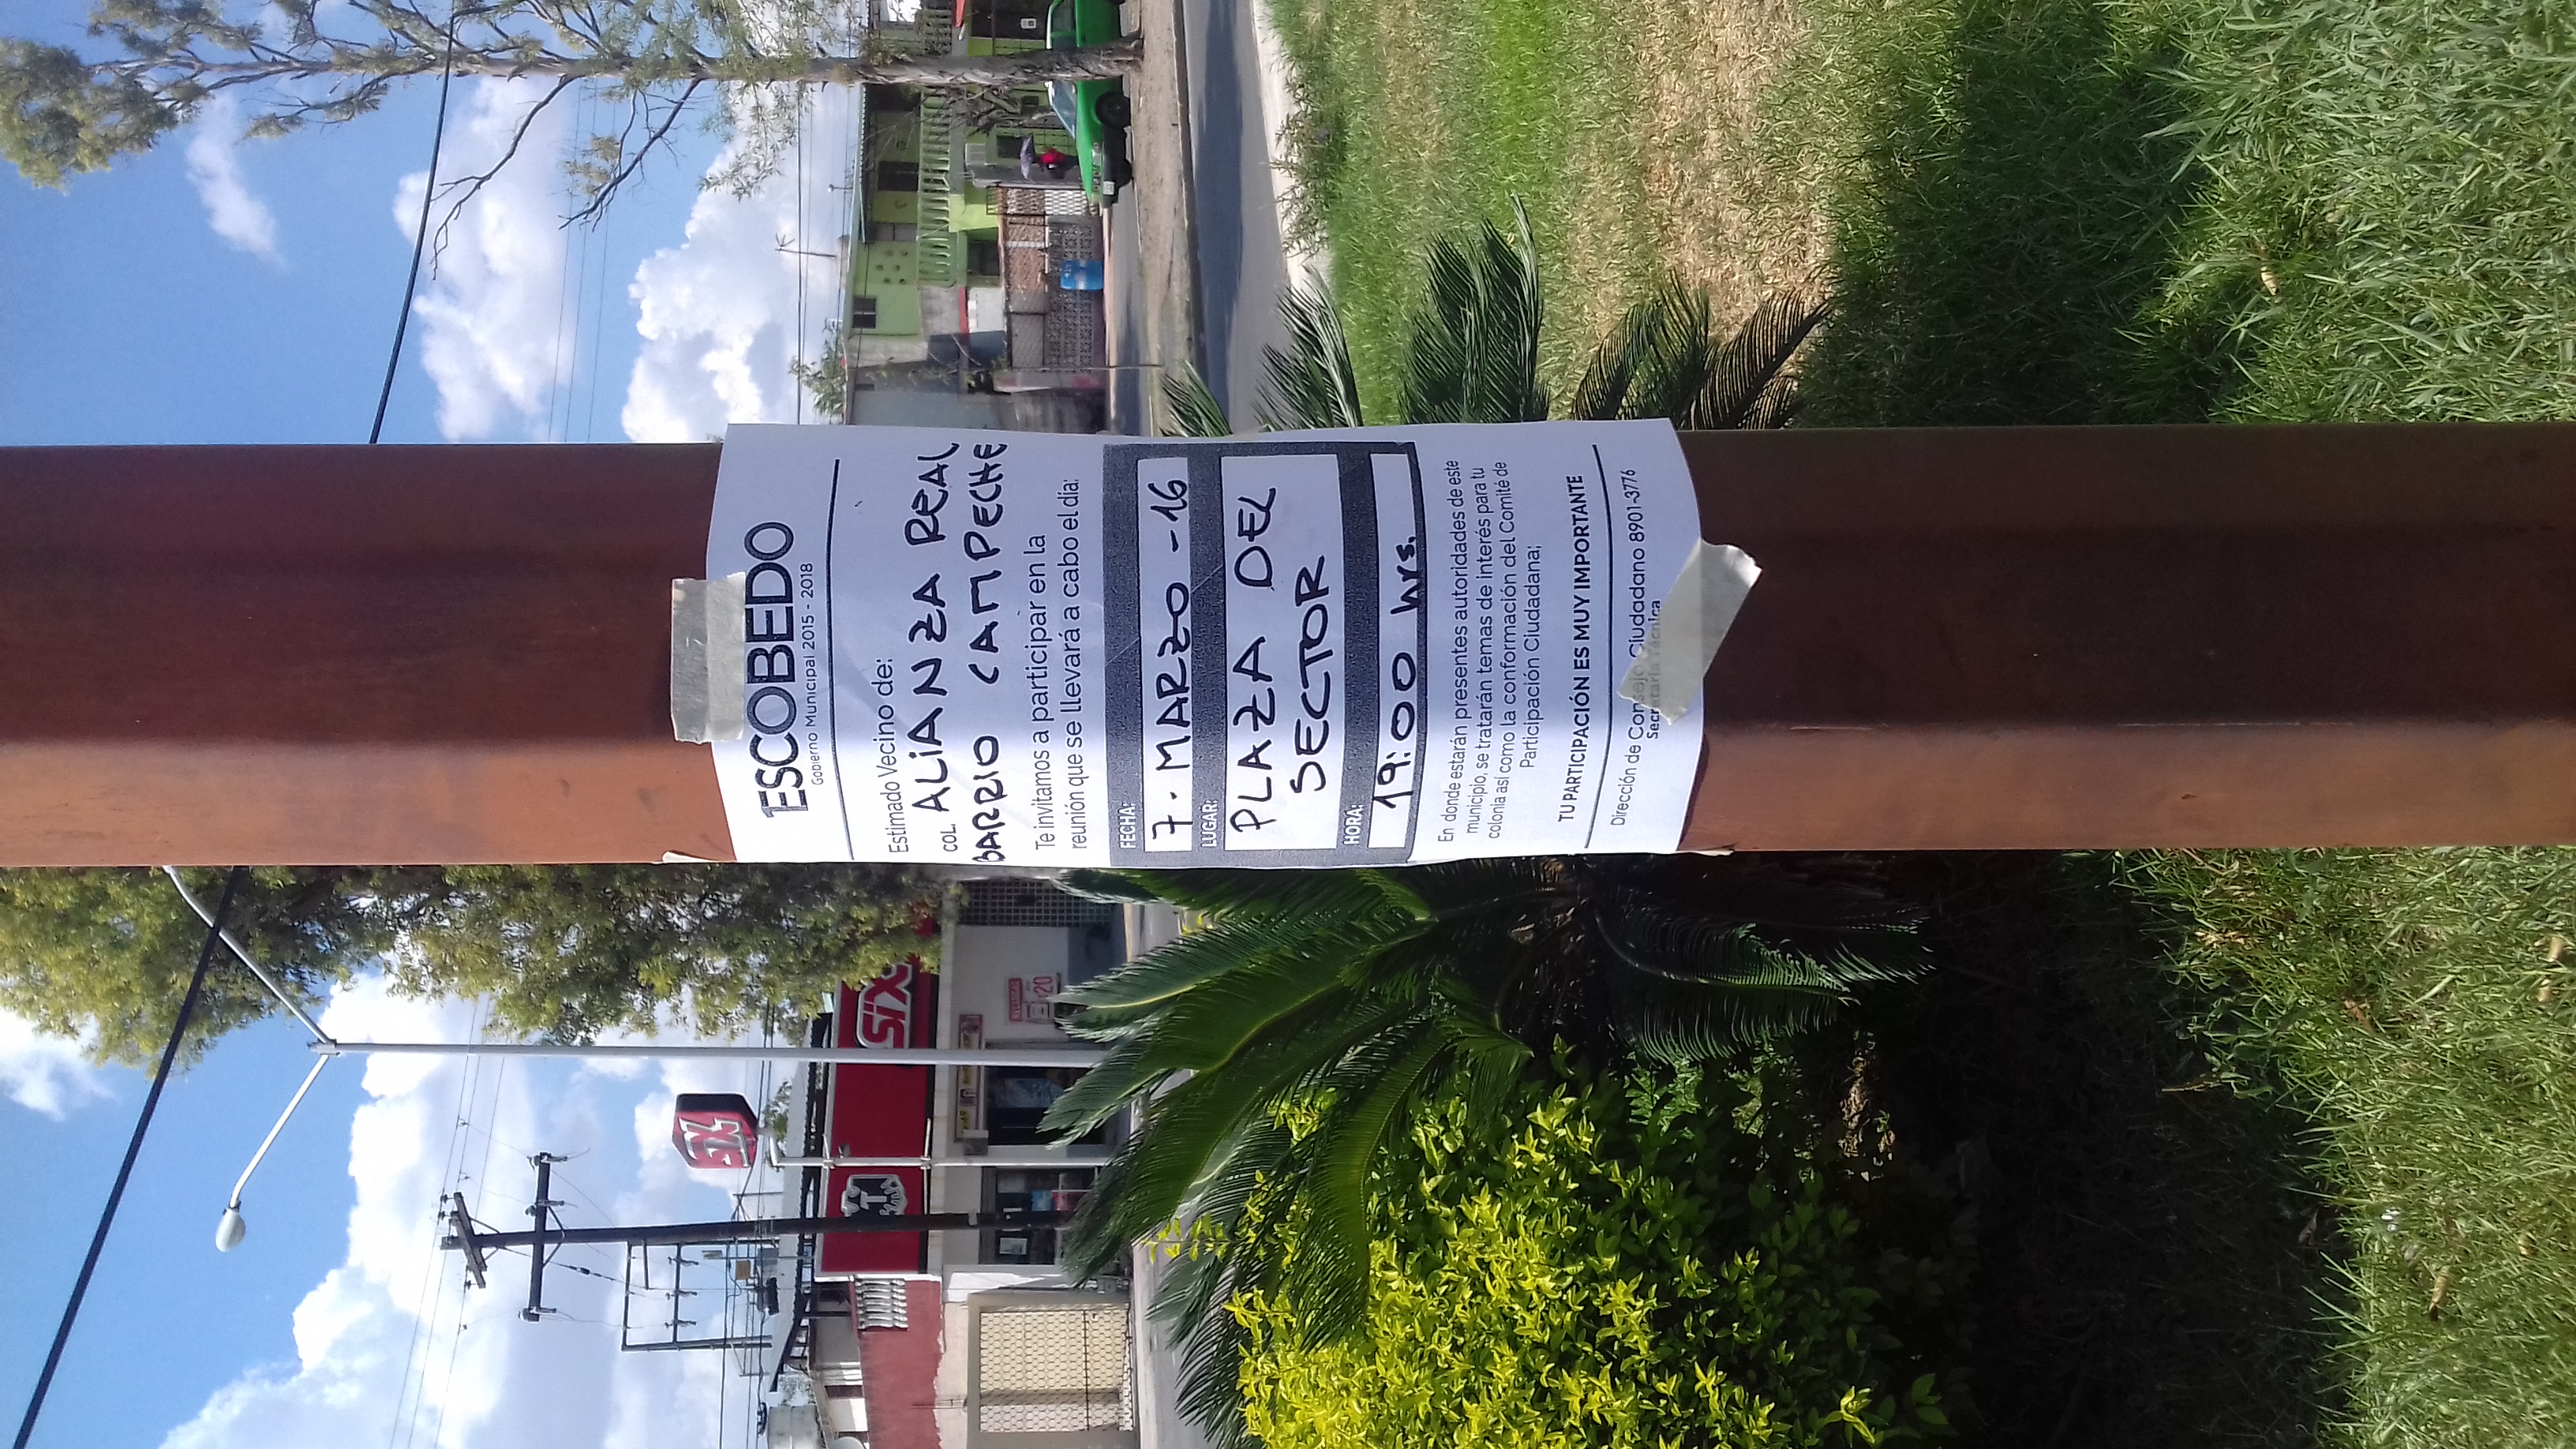 ESCOBEDO
Gobierno Municipal 2015 - 2018
Estimado Vecino de:
COL. ALIANZA REAL
BARRIO CAMPECHE
Te invitamos a participar en la
reunión que se llevará a cabo el día:
FECHA:
7 - MARZO - 16
LUGAR:
PLAZA DEL
SECTOR
HORA:
19:00 hrs.
En donde estarán presentes autoridades de este
municipio, se tratarán temas de interés para tu
colonia así como la conformación del Comité de
Participación Ciudadana;
TU PARTICIPACIÓN ES MUY IMPORTANTE
Dirección de Consejo Ciudadano 8901-3776
Secretaría Técnica
SIX
SIX